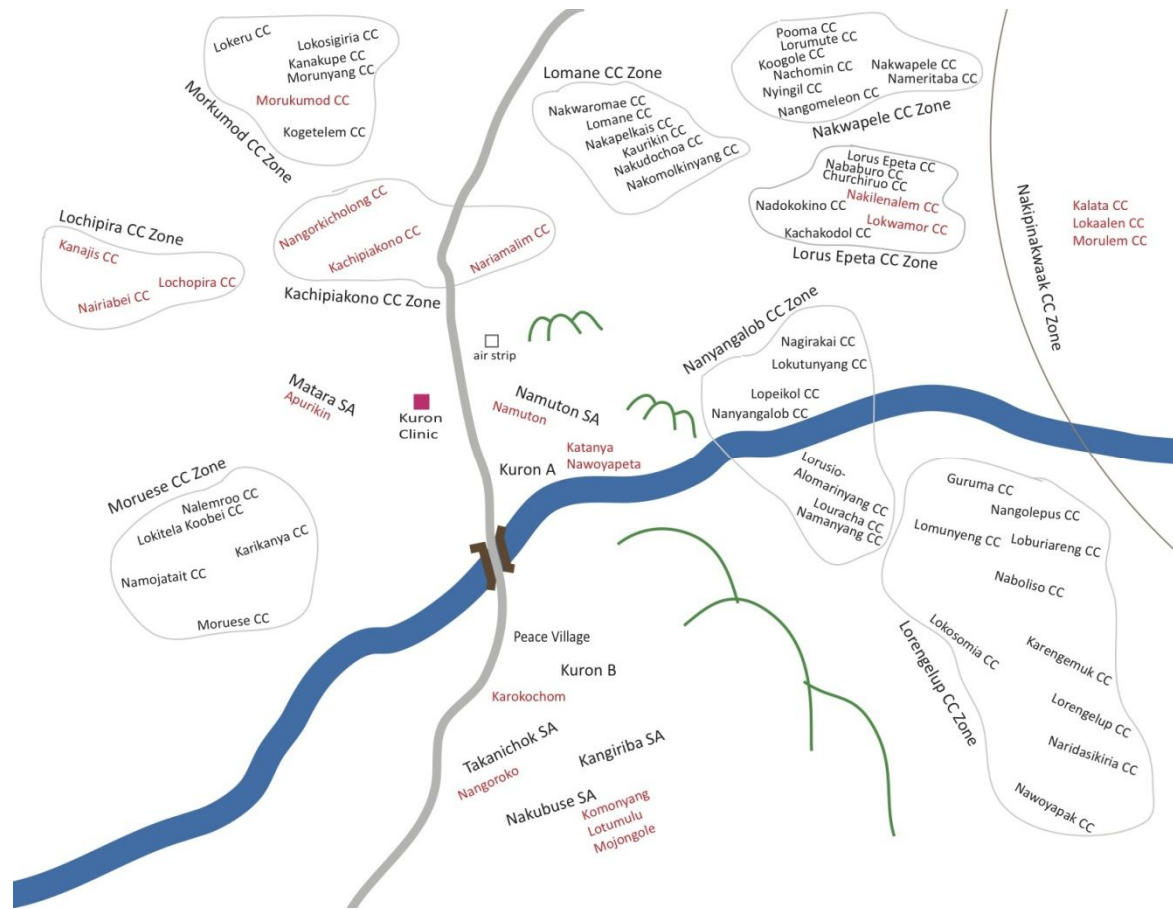 Lokeru CC
Lokosigiria CC
Kanakupe CC
Morunyang CC
Morukumod CC
Kogetelem CC
Morkumod CC Zone
Lomane CC Zone
Nakwaromae CC
Lomane CC
Nakapelkais CC
Kaurikin CC
Nakudochoa CC
Nakomolkinyang CC
Pooma CC
Lorumute CC
Koogole CC
Nachomin CC
Nyingil CC
Nangomeleon CC
Nakwapele CC
Nameritaba CC
Nakwapele CC Zone
Lorus Epeta CC
Nababuro CC
Churchiruo CC
Nakilenalem CC
Nadokokino CC
Lokwamor CC
Kachakodol CC
Lorus Epeta CC Zone
Nakipinakwaak CC Zone
Kalata CC
Lokaalen CC
Morulem CC
Lochipira CC Zone
Kanajis CC
Lochopira CC
Nairiabei CC
Nangorkicholong CC
Kachipiakono CC
Nariamalim CC
Kachipiakono CC Zone
air strip
Matara SA
Apurikin
Kuron
Clinic
Namuton SA
Namuton
Katanya
Nawoyapeta
Kuron A
Nanyangalob CC Zone
Nagirakai CC
Lokutunyang CC
Lopeikol CC
Nanyangalob CC
Lorusio-
Alomarinyang CC
Louracha CC
Namanyang CC
Moruese CC Zone
Nalemroo CC
Lokitela Koobei CC
Karikanya CC
Namojatait CC
Moruese CC
Guruma CC
Nangolepus CC
Lomunyeng CC
Loburiareng CC
Naboliso CC
Lokosomia CC
Karengemuk CC
Lorengelup CC
Naridasikiria CC
Nawoyapak CC
Lorengelup CC Zone
Peace Village
Kuron B
Karokochom
Takanichok SA
Nangoroko
Kangiriba SA
Nakubuse SA
Komonyang
Lotumulu
Mojongole